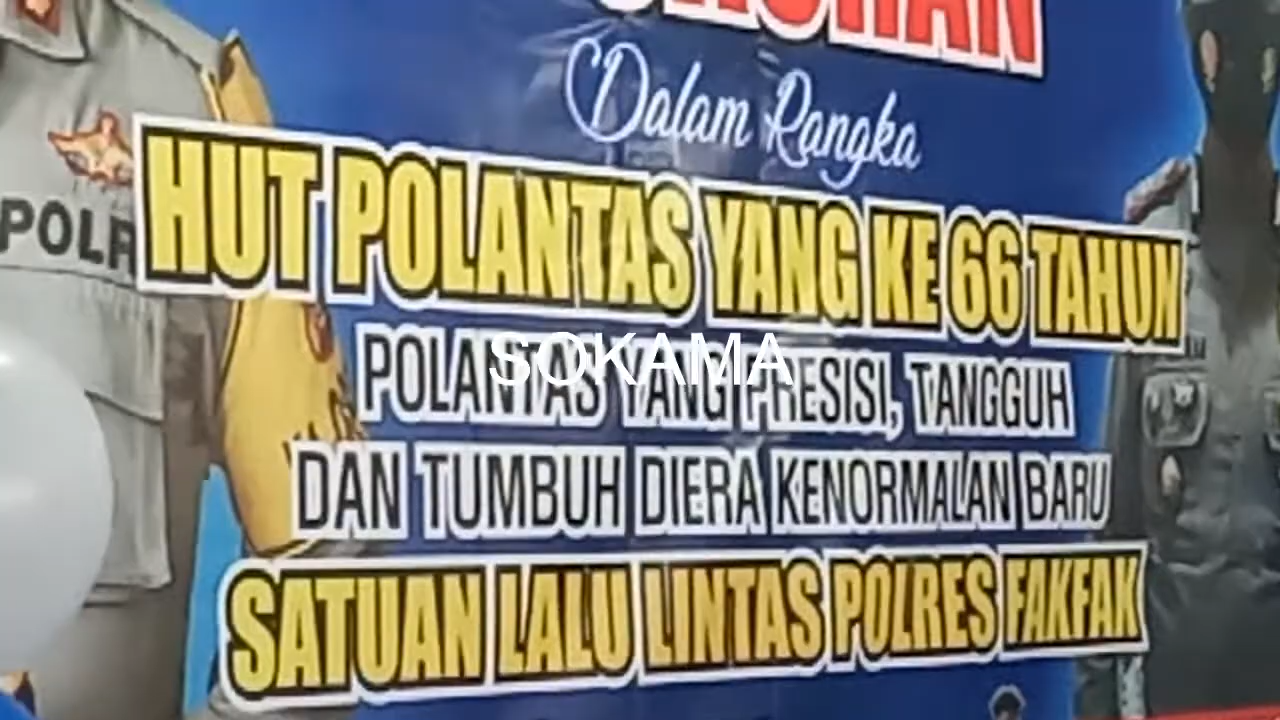 Dalam Rangka
POLRI
HUT POLANTAS YANG KE 66 TAHUN
SOKAMA
POLANTAS YANG PRESISI, TANGGUH
DAN TUMBUH DIERA KENORMALAN BARU
SATUAN LALU LINTAS POLRES FAKFAK